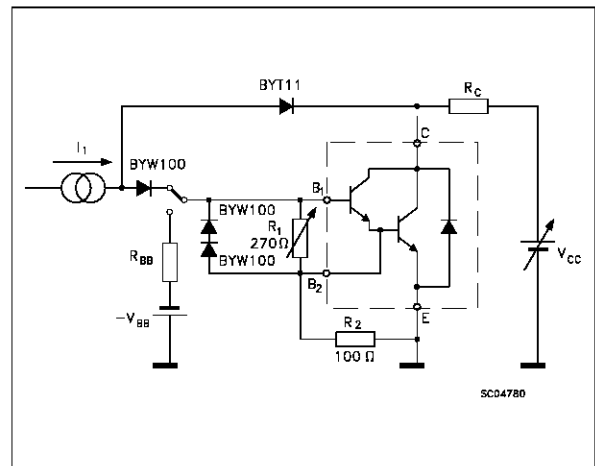 BYT11
R_C
I_1
BYW100
C
B_1
BYW100
R_1
270Ω
BYW100
R_BB
B_2
V_CC
-V_BB
E
R_2
100 Ω
SC04780